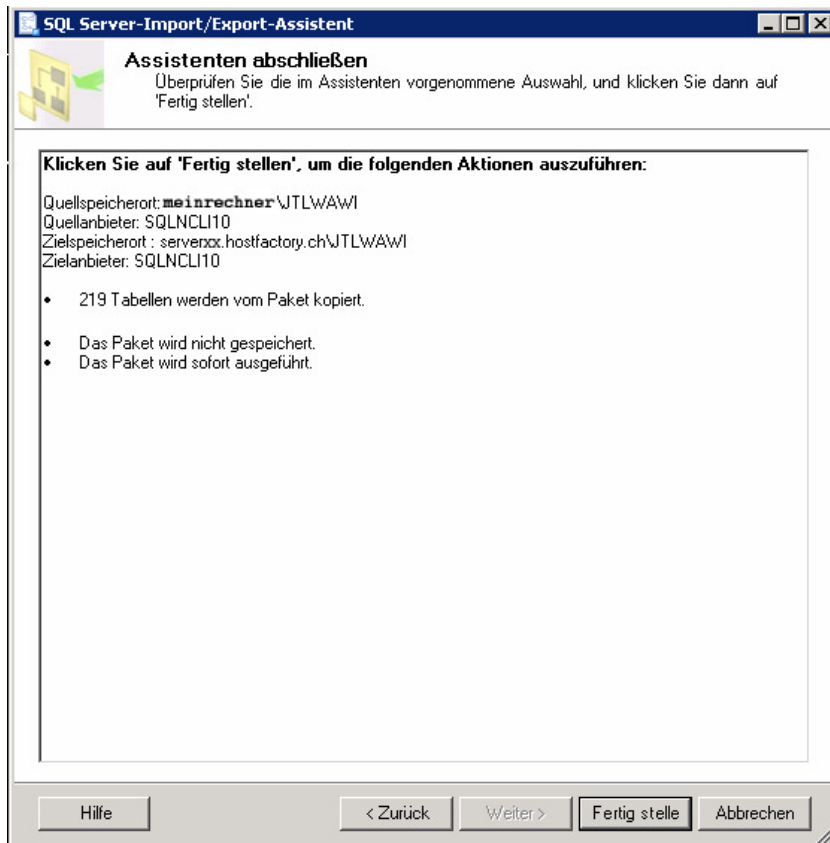 SQL Server-Import/Export-Assistent
Assistenten abschließen
Überprüfen Sie die im Assistenten vorgenommene Auswahl, und klicken Sie dann auf
'Fertig stellen'.
Klicken Sie auf 'Fertig stellen', um die folgenden Aktionen auszuführen:
Quellspeicherort: meinrechner\JTLWAWI
Quellanbieter: SQLNCLI10
Zielspeicherort : serverxx.hostfactory.ch\JTLWAWI
Zielanbieter: SQLNCLI10
• 219 Tabellen werden vom Paket kopiert.
• Das Paket wird nicht gespeichert.
• Das Paket wird sofort ausgeführt.
Hilfe
< Zurück
Weiter >
Fertig stelle
Abbrechen